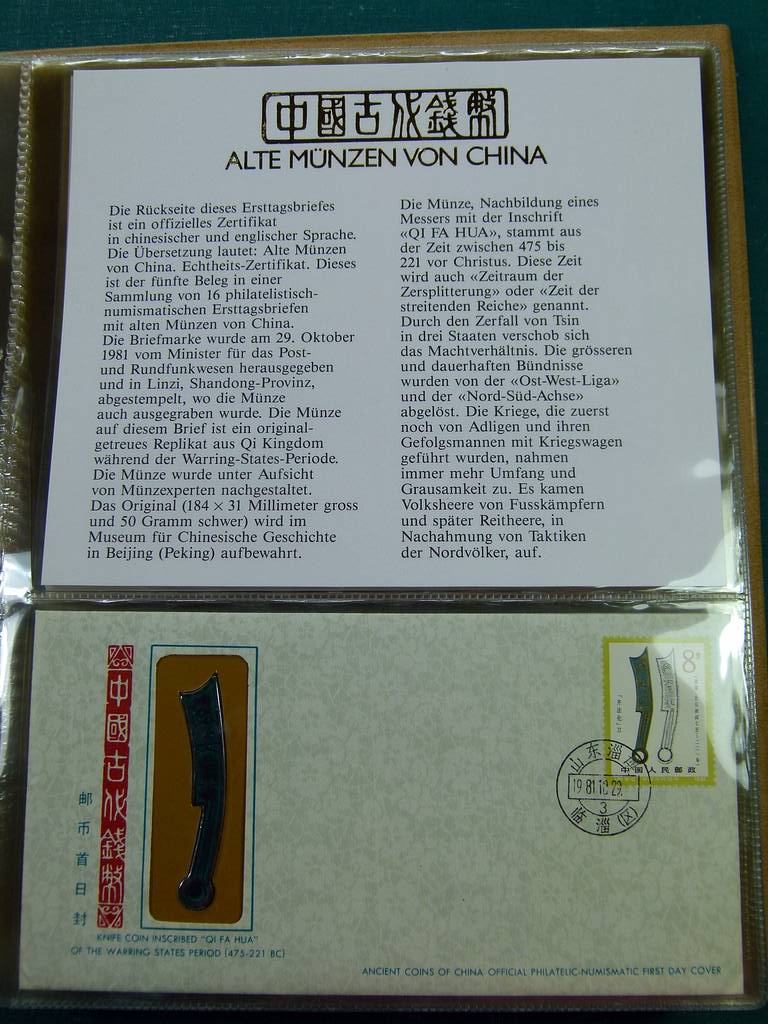 中國古代錢幣
ALTE MÜNZEN VON CHINA
Die Rückseite dieses Ersttagsbriefes
ist ein offizielles Zertifikat
in chinesischer und englischer Sprache.
Die Übersetzung lautet: Alte Münzen
von China. Echtheits-Zertifikat. Dieses
ist der fünfte Beleg in einer
Sammlung von 16 philatelistisch-
numismatischen Ersttagsbriefen
mit alten Münzen von China.
Die Briefmarke wurde am 29. Oktober
1981 vom Minister für das Post-
und Rundfunkwesen herausgegeben
und in Linzi, Shandong-Provinz,
abgestempelt, wo die Münze
auch ausgegraben wurde. Die Münze
auf diesem Brief ist ein original-
getreues Replikat aus Qi Kingdom
während der Warring-States-Periode.
Die Münze wurde unter Aufsicht
von Münzexperten nachgestaltet.
Das Original (184 × 31 Millimeter gross
und 50 Gramm schwer) wird im
Museum für Chinesische Geschichte
in Beijing (Peking) aufbewahrt.
Die Münze, Nachbildung eines
Messers mit der Inschrift
«QI FA HUA», stammt aus
der Zeit zwischen 475 bis
221 vor Christus. Diese Zeit
wird auch «Zeitraum der
Zersplitterung» oder «Zeit der
streitenden Reiche» genannt.
Durch den Zerfall von Tsin
in drei Staaten verschob sich
das Machtverhältnis. Die grösseren
und dauerhaften Bündnisse
wurden von der «Ost-West-Liga»
und der «Nord-Süd-Achse»
abgelöst. Die Kriege, die zuerst
noch von Adligen und ihren
Gefolgsmannen mit Kriegswagen
geführt wurden, nahmen
immer mehr Umfang und
Grausamkeit zu. Es kamen
Volksheere von Fusskämpfern
und später Reitheere, in
Nachahmung von Taktiken
der Nordvölker, auf.
中國古代錢幣
邮币首日封
KNIFE COIN INSCRIBED "QI FA HUA"
OF THE WARRING STATES PERIOD (475-221 BC)
8
中国人民邮政
山东淄
1981.10.29.
3
临淄(区)
ANCIENT COINS OF CHINA OFFICIAL PHILATELIC-NUMISMATIC FIRST DAY COVER